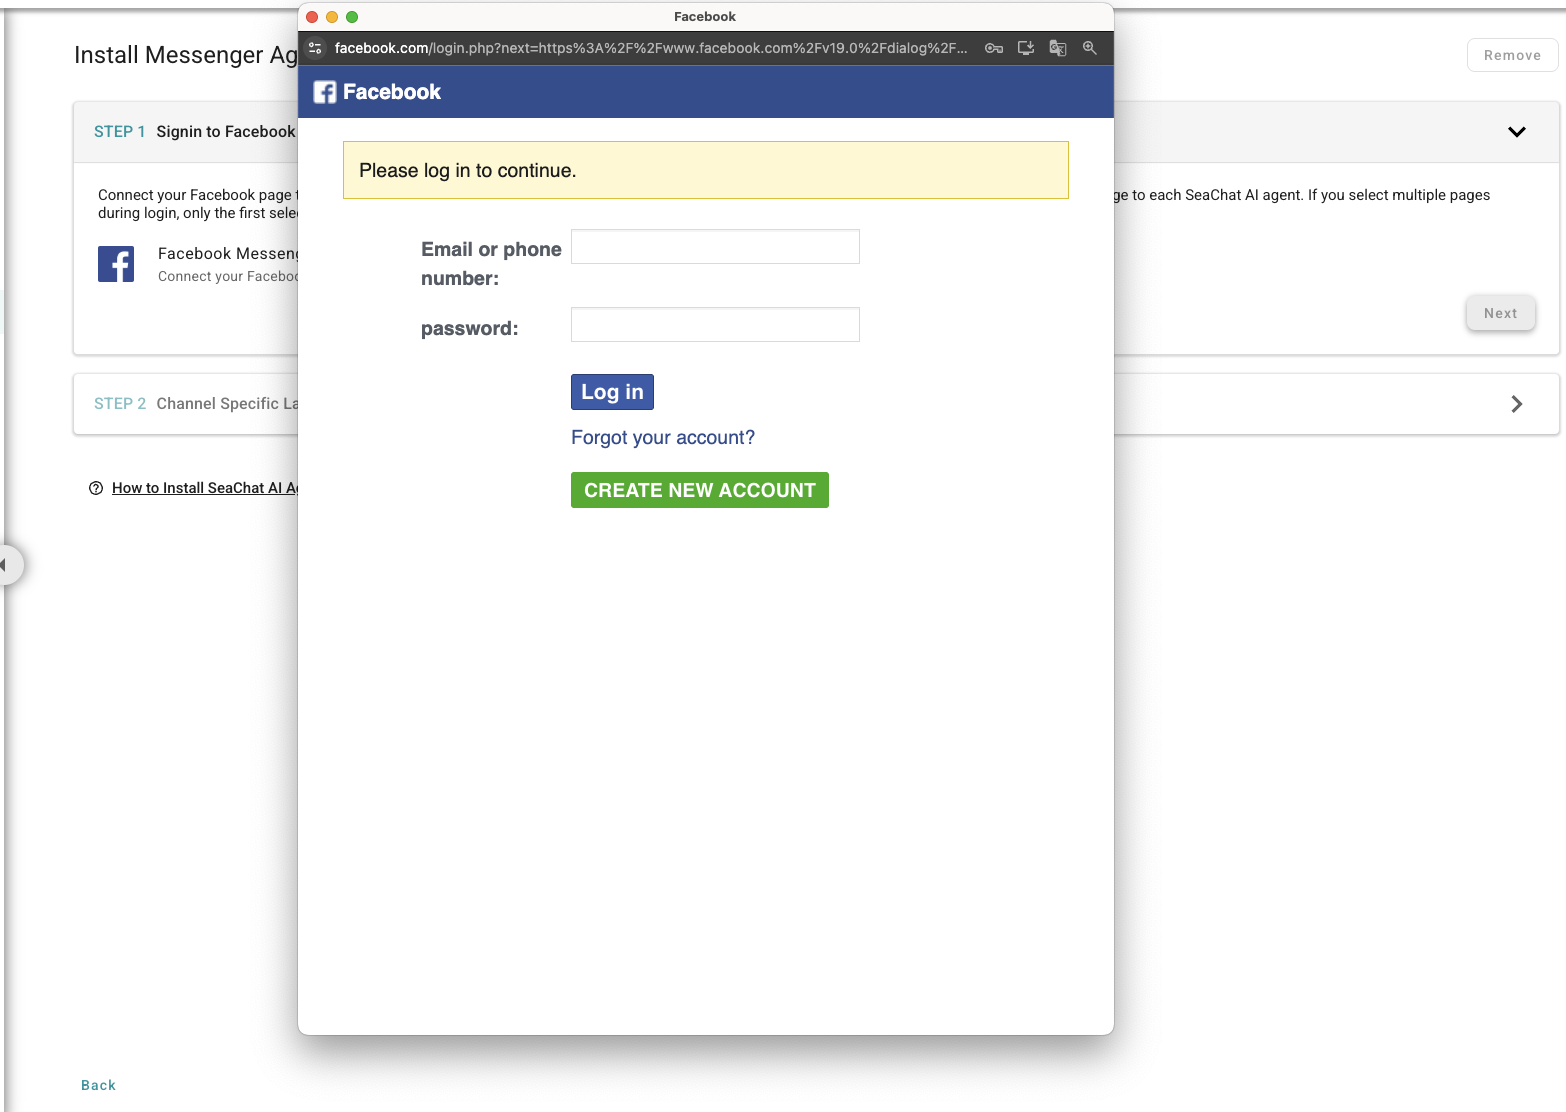 Facebook
facebook.com/login.php?next=https%3A%2F%2Fwww.facebook.com%2Fv19.0%2Fdialog%2F...
Facebook
Install Messenger Ag
Remove
STEP 1 Signin to Facebook
Please log in to continue.
Connect your Facebook page
ge to each SeaChat AI agent. If you select multiple pages
during login, only the first sele
Facebook Messeng
Connect your Faceboo
Email or phone
number:
password:
Next
Log in
STEP 2 Channel Specific La
Forgot your account?
How to Install SeaChat AI Ag
CREATE NEW ACCOUNT
Back